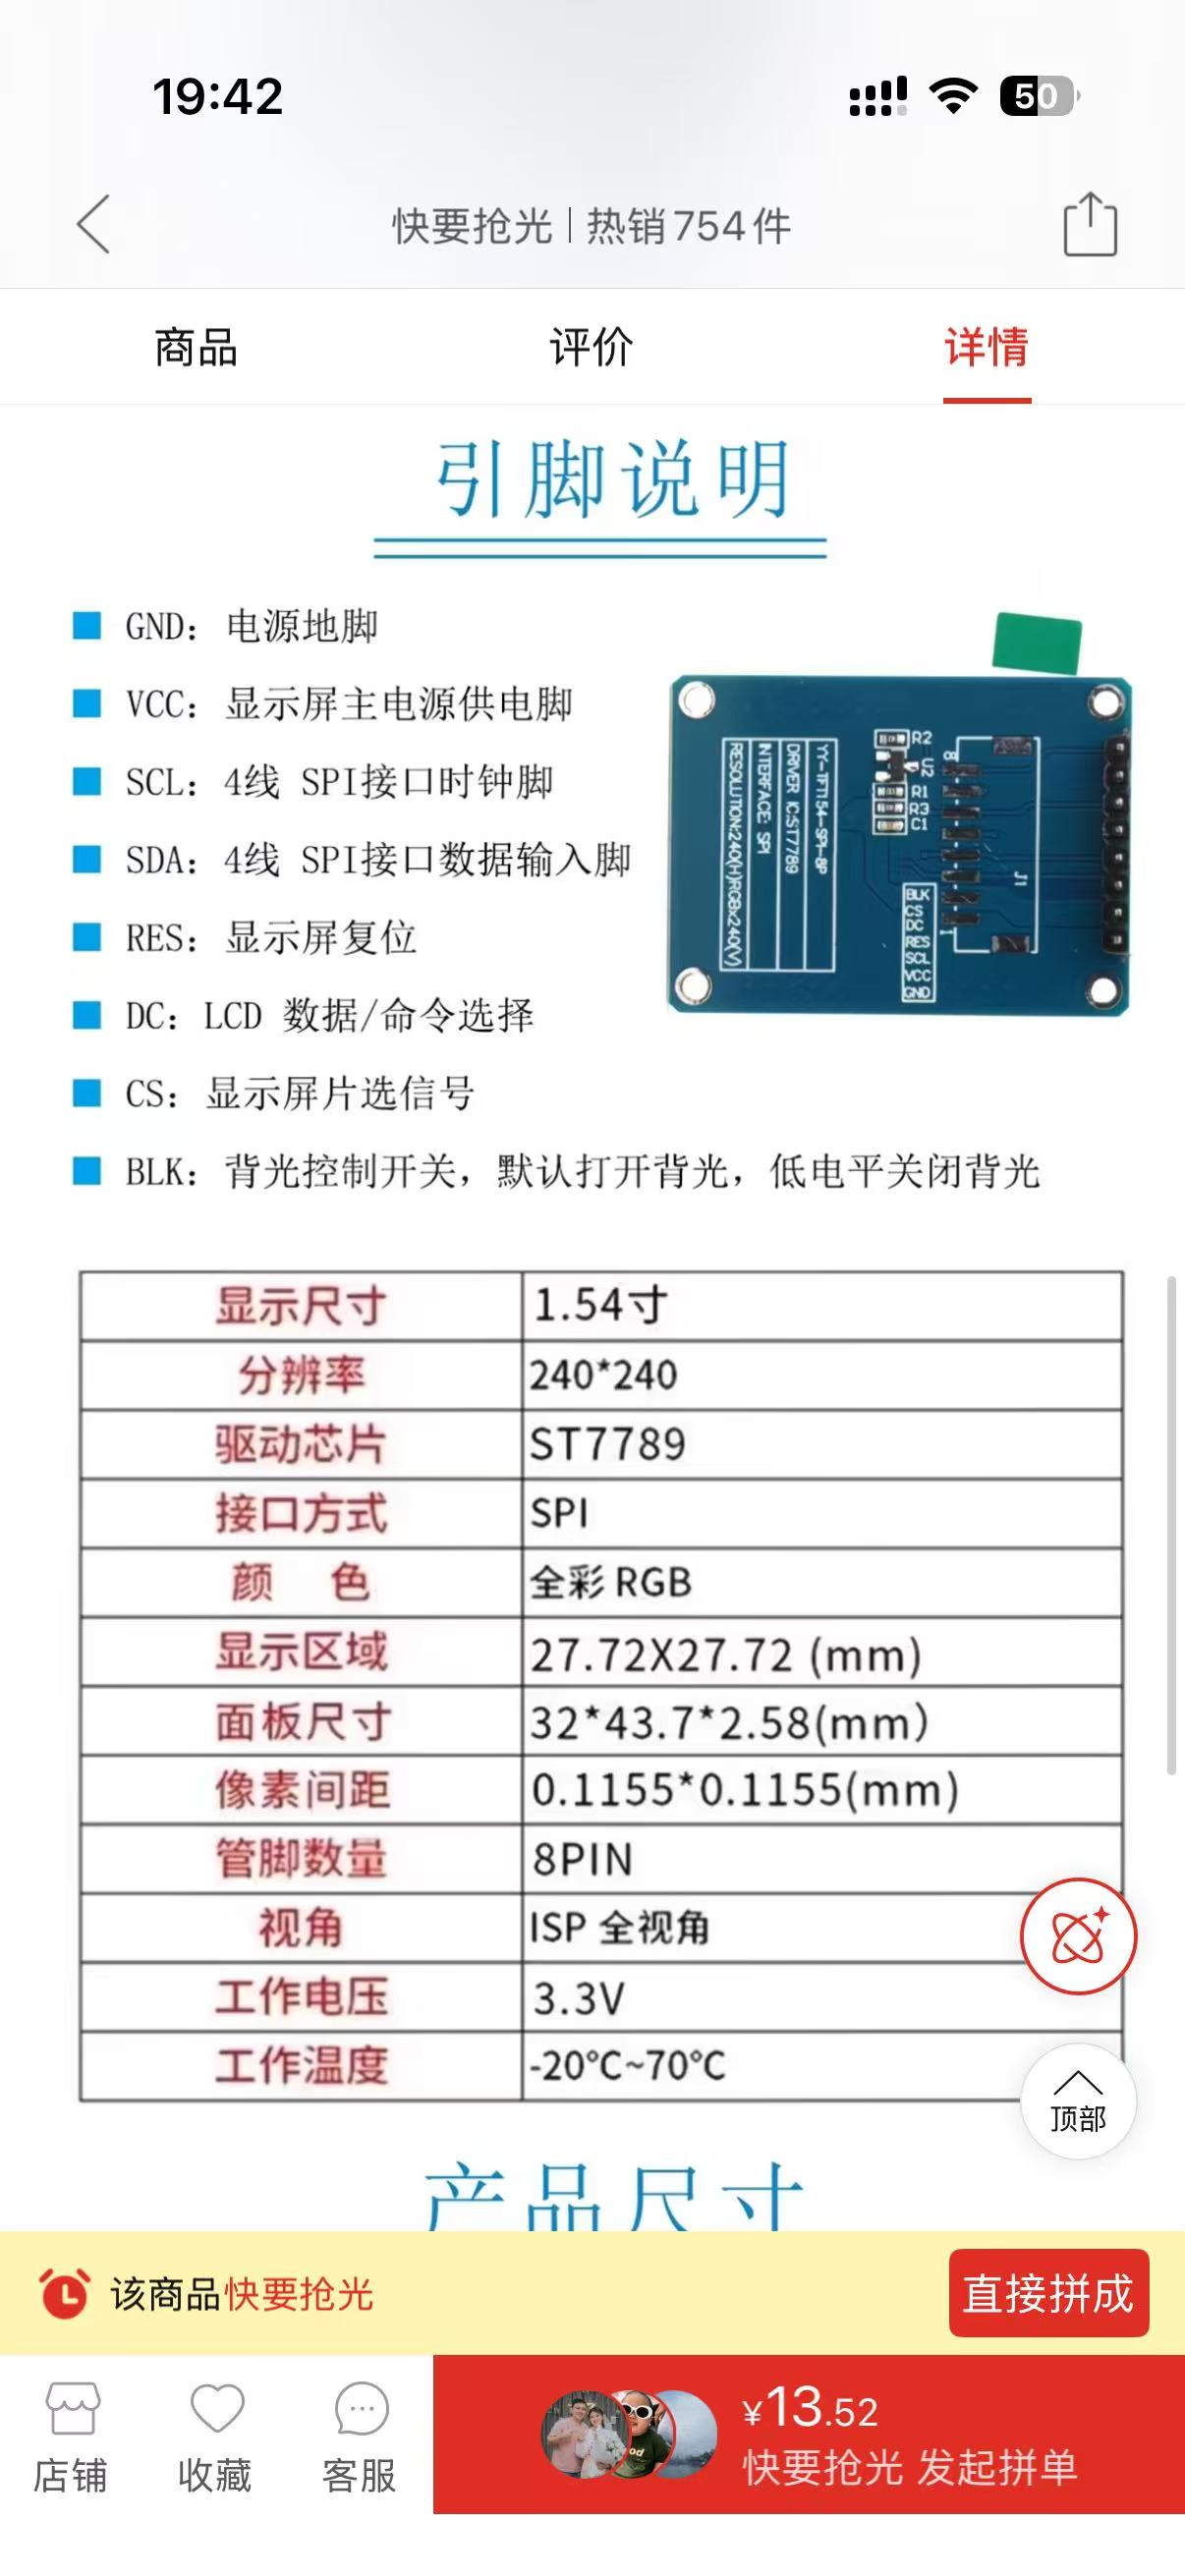 19:42
50
快要抢光 | 热销754件
商品
评价
详情
引脚说明
GND：电源地脚
VCC：显示屏主电源供电脚
SCL：4线 SPI接口时钟脚
SDA：4线 SPI接口数据输入脚
RES：显示屏复位
DC：LCD 数据/命令选择
CS：显示屏片选信号
BLK：背光控制开关，默认打开背光，低电平关闭背光
YY-TFT154-SPI-8P
DRIVER IC:ST7789
INTERFACE: SPI
RESOLUTION:240(H)RGBx240(V)
R2
U2
R1
R3
C1
8
J1
1
BLK
CS
DC
RES
SCL
VCC
GND
显示尺寸 1.54寸
分辨率 240*240
驱动芯片 ST7789
接口方式 SPI
颜 色 全彩 RGB
显示区域 27.72X27.72 (mm)
面板尺寸 32*43.7*2.58(mm)
像素间距 0.1155*0.1155(mm)
管脚数量 8PIN
视角 ISP 全视角
工作电压 3.3V
工作温度 -20℃~70℃
顶部
产品尺寸
该商品快要抢光
直接拼成
店铺
收藏
客服
¥13.52
快要抢光 发起拼单